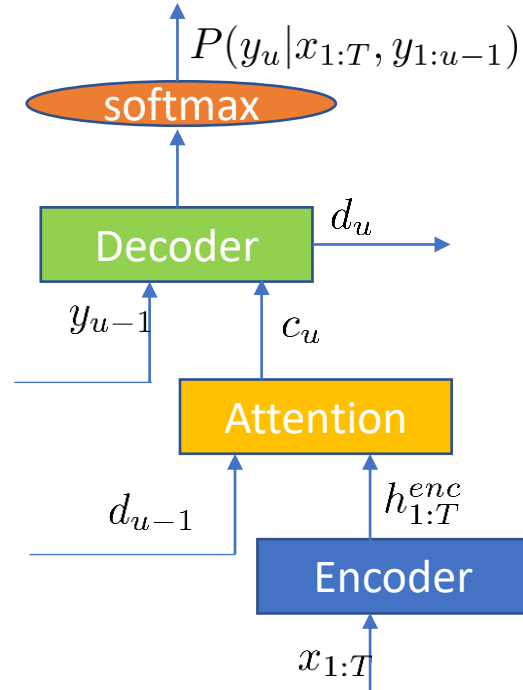 P(y_u|x_{1:T}, y_{1:u-1})
softmax
Decoder
d_u
y_{u-1}
c_u
Attention
d_{u-1}
h_{1:T}^{enc}
Encoder
x_{1:T}